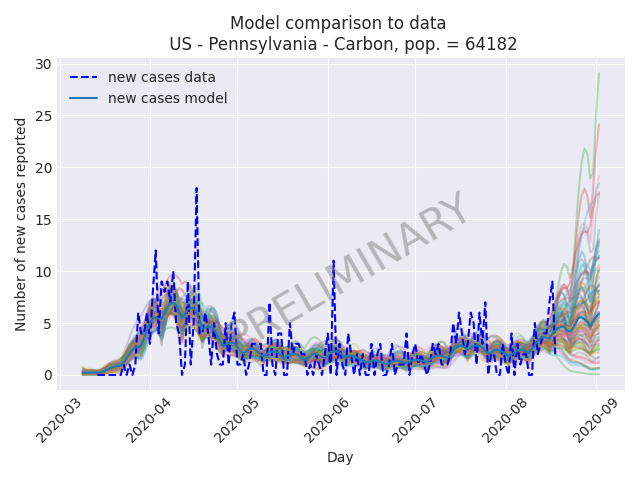 Model comparison to data
US - Pennsylvania - Carbon, pop. = 64182
30
25
20
15
10
5
0
Number of new cases reported
new cases data
new cases model
PRELIMINARY
2020-03
2020-04
2020-05
2020-06
2020-07
2020-08
2020-09
Day